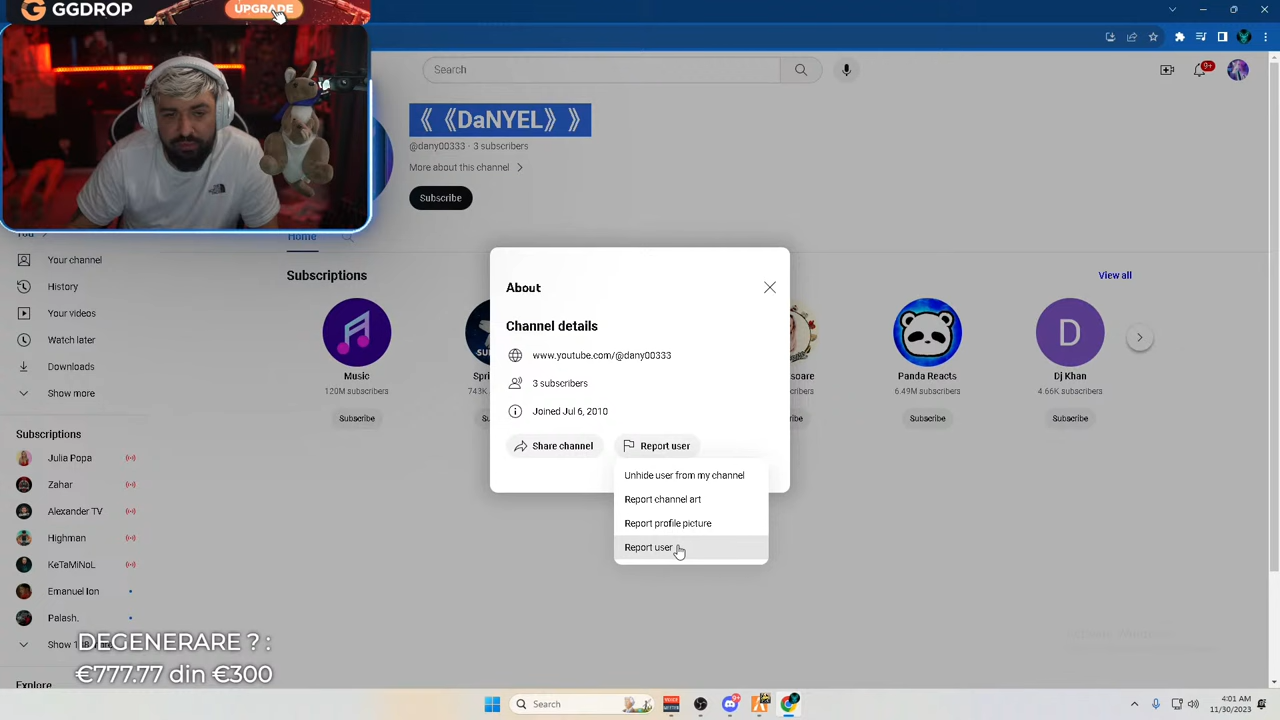 GGDROP
UPGRADE
Search
《《DaNYEL》》
@dany00333 · 3 subscribers
More about this channel
Subscribe
You
Home
Your channel
History
Your videos
Watch later
Downloads
Show more
Subscriptions
View all
Music
120M subscribers
Subscribe
743K
Panda Reacts
6.49M subscribers
Subscribe
Dj Khan
4.66K subscribers
Subscribe
D
About
Channel details
www.youtube.com/@dany00333
3 subscribers
Joined Jul 6, 2010
Share channel
Report user
Unhide user from my channel
Report channel art
Report profile picture
Report user
Subscriptions
Julia Popa
Zahar
Alexander TV
Highman
KeTaMiNoL
Emanuel Ion
Palash.
Explore
DEGENERARE ? :
€777.77 din €300
9+
Search
9+
4:01 AM
11/30/2023